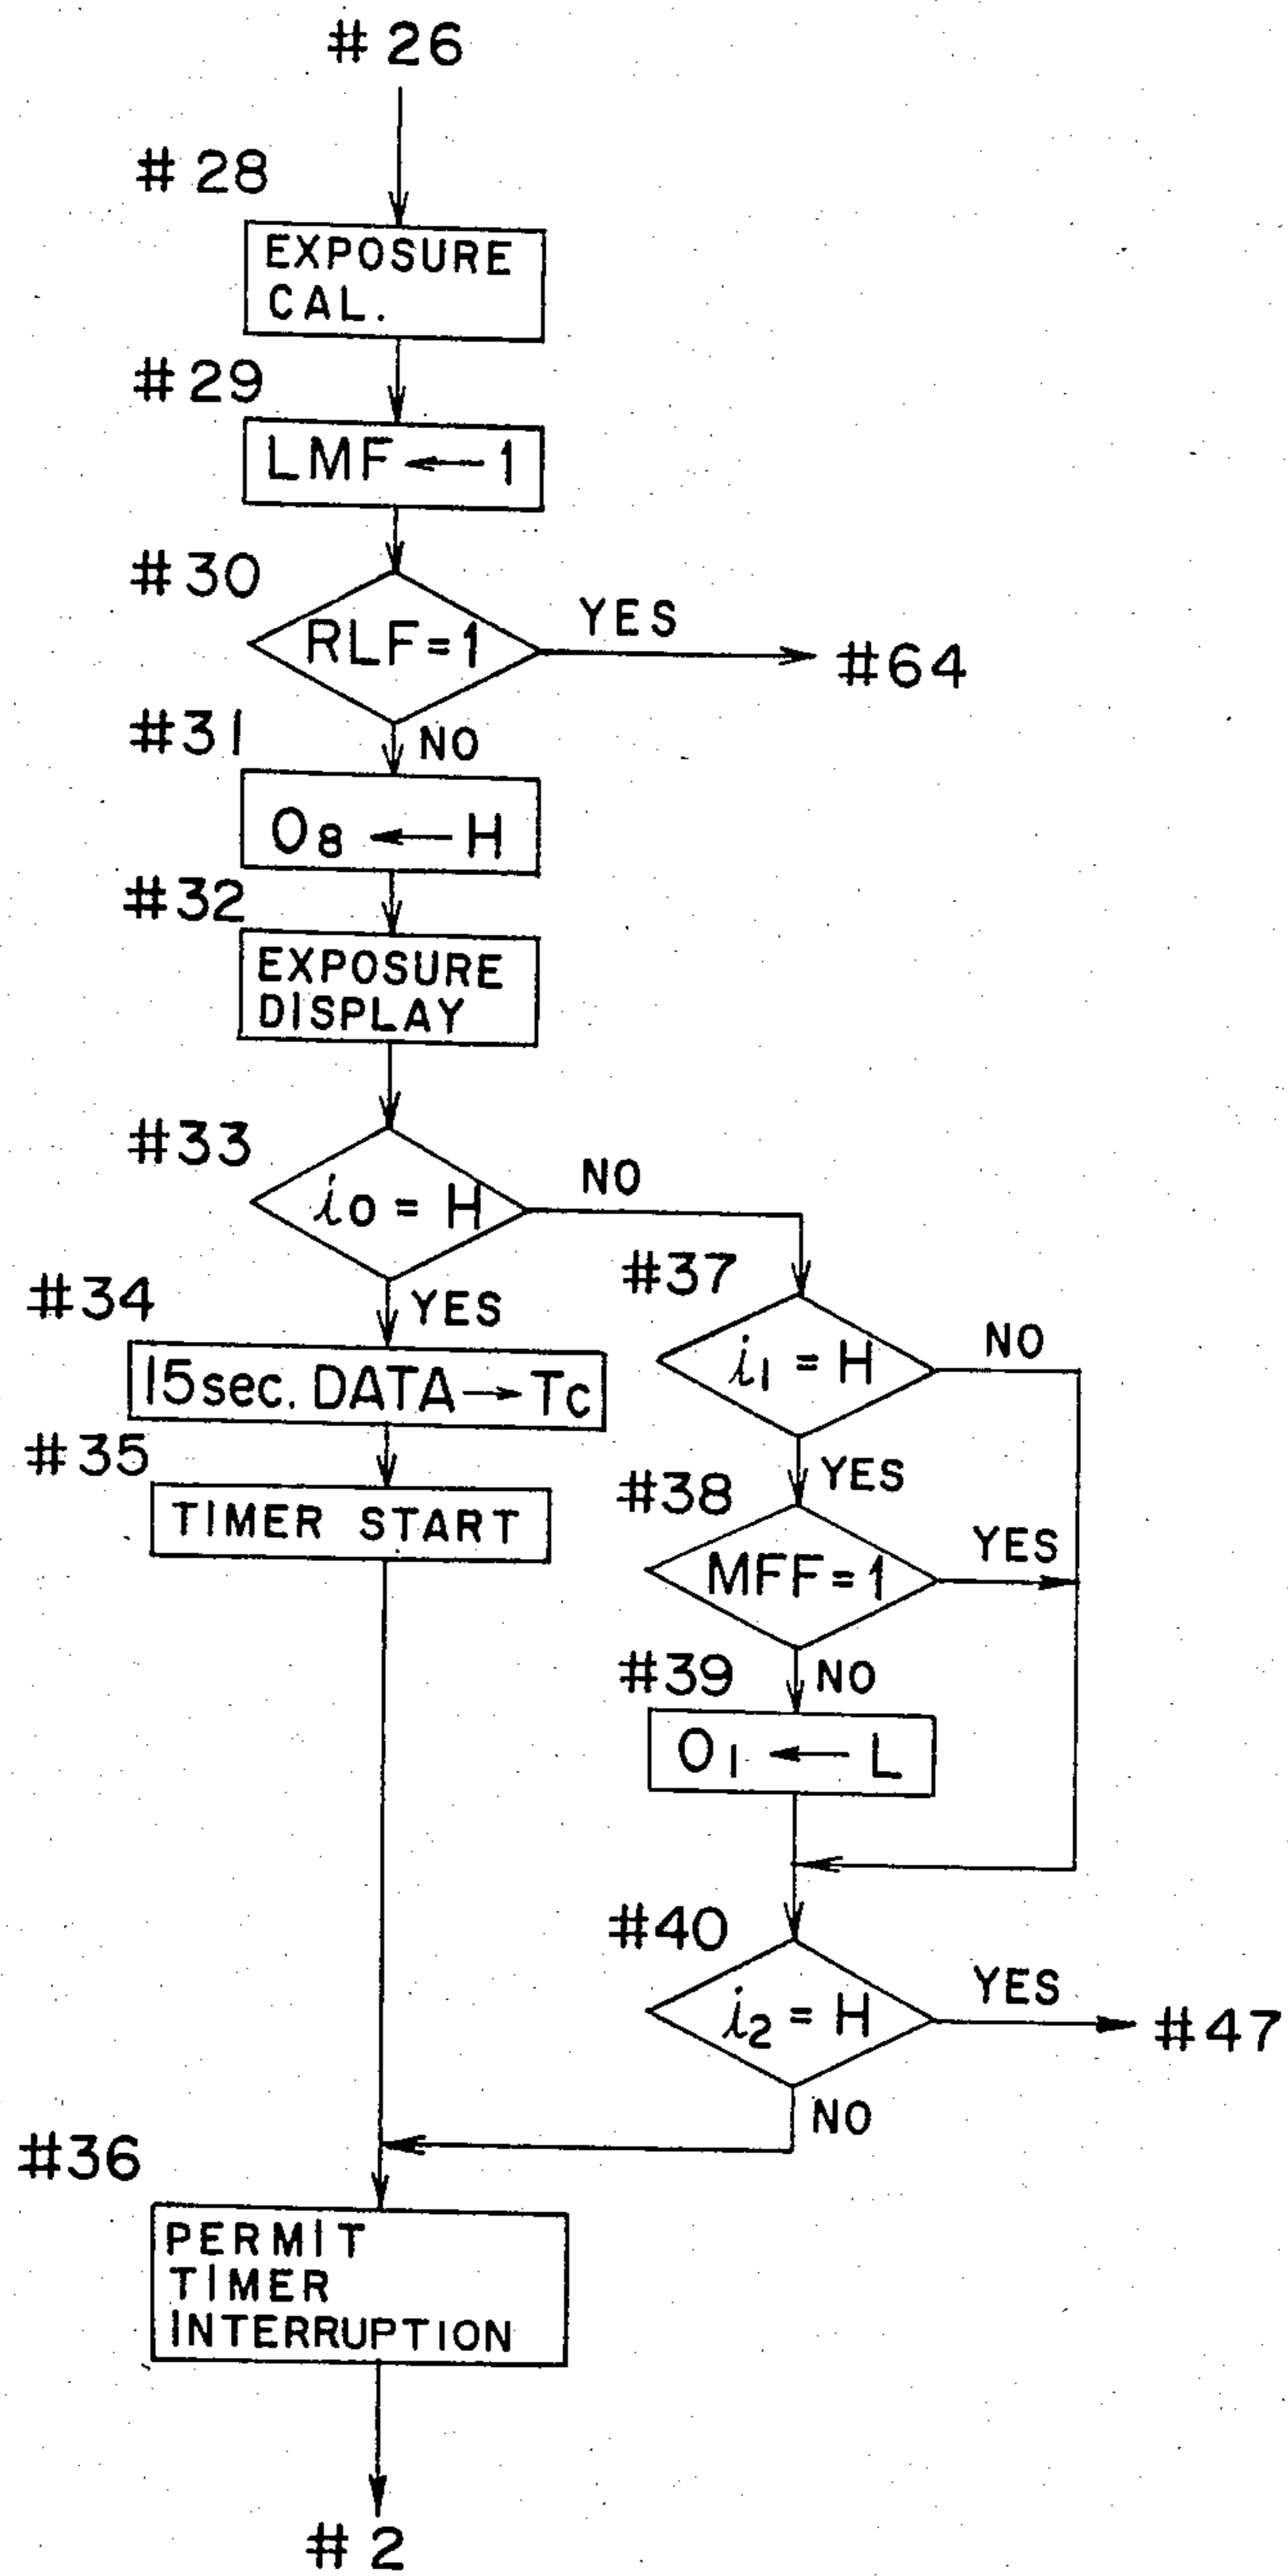 #26
#28
EXPOSURE
CAL.
#29
LMF ← 1
#30
RLF=1
YES
#64
#31
NO
O8 ← H
#32
EXPOSURE
DISPLAY
#33
i0 = H
NO
#34
YES
15sec. DATA → TC
#35
TIMER START
#37
i1 = H
NO
#38
YES
MFF=1
YES
#39
NO
O1 ← L
#40
i2 = H
YES
#47
NO
#36
PERMIT
TIMER
INTERRUPTION
#2